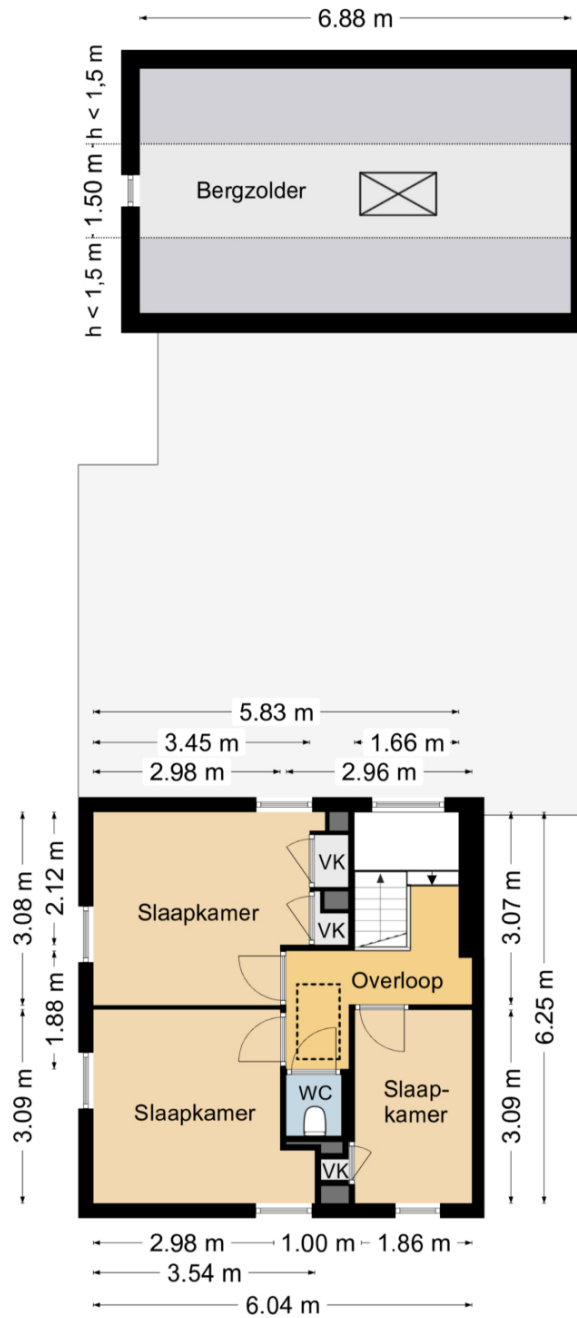 6.88 m
h < 1,5 m
1.50 m
h < 1,5 m
Bergzolder
5.83 m
3.45 m
1.66 m
2.98 m
2.96 m
3.08 m
2.12 m
1.88 m
3.09 m
VK
Slaapkamer
VK
Overloop
3.07 m
6.25 m
3.09 m
WC
Slaapkamer
Slaap-
kamer
VK
2.98 m
1.00 m
1.86 m
3.54 m
6.04 m